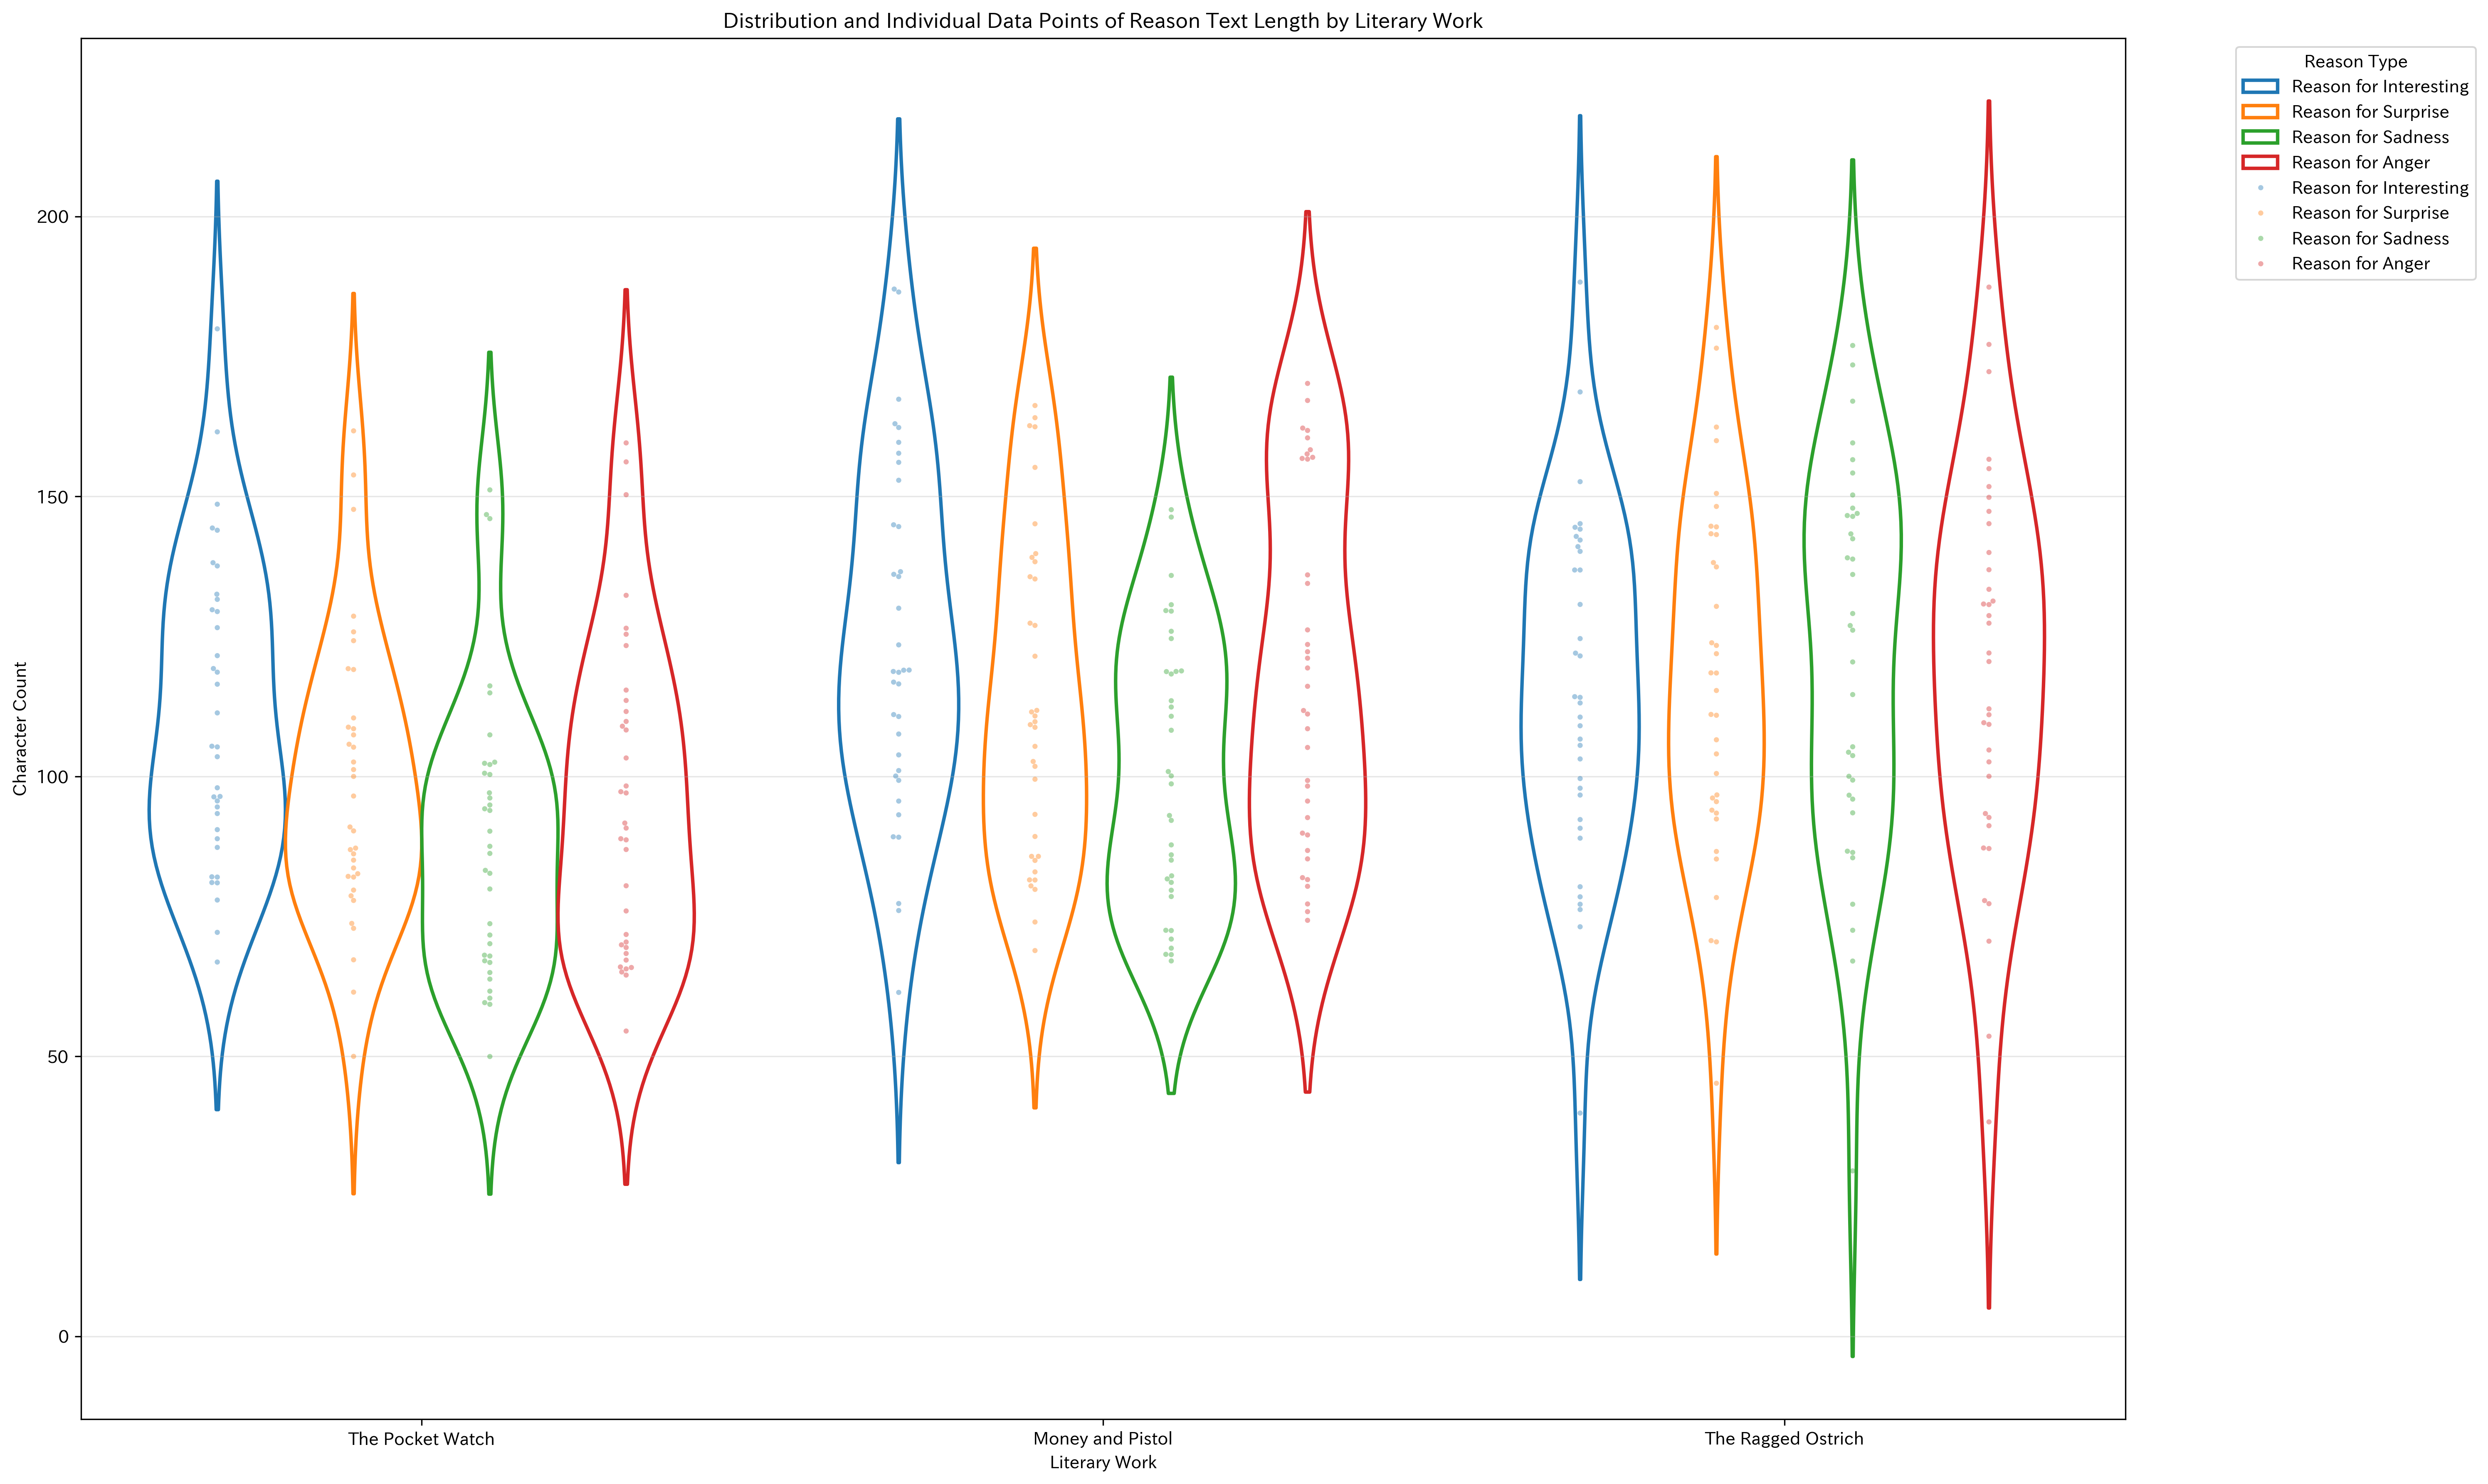 Distribution and Individual Data Points of Reason Text Length by Literary Work
Reason Type
Reason for Interesting
Reason for Surprise
Reason for Sadness
Reason for Anger
Reason for Interesting
Reason for Surprise
Reason for Sadness
Reason for Anger
Character Count
200
150
100
50
0
The Pocket Watch
Money and Pistol
The Ragged Ostrich
Literary Work